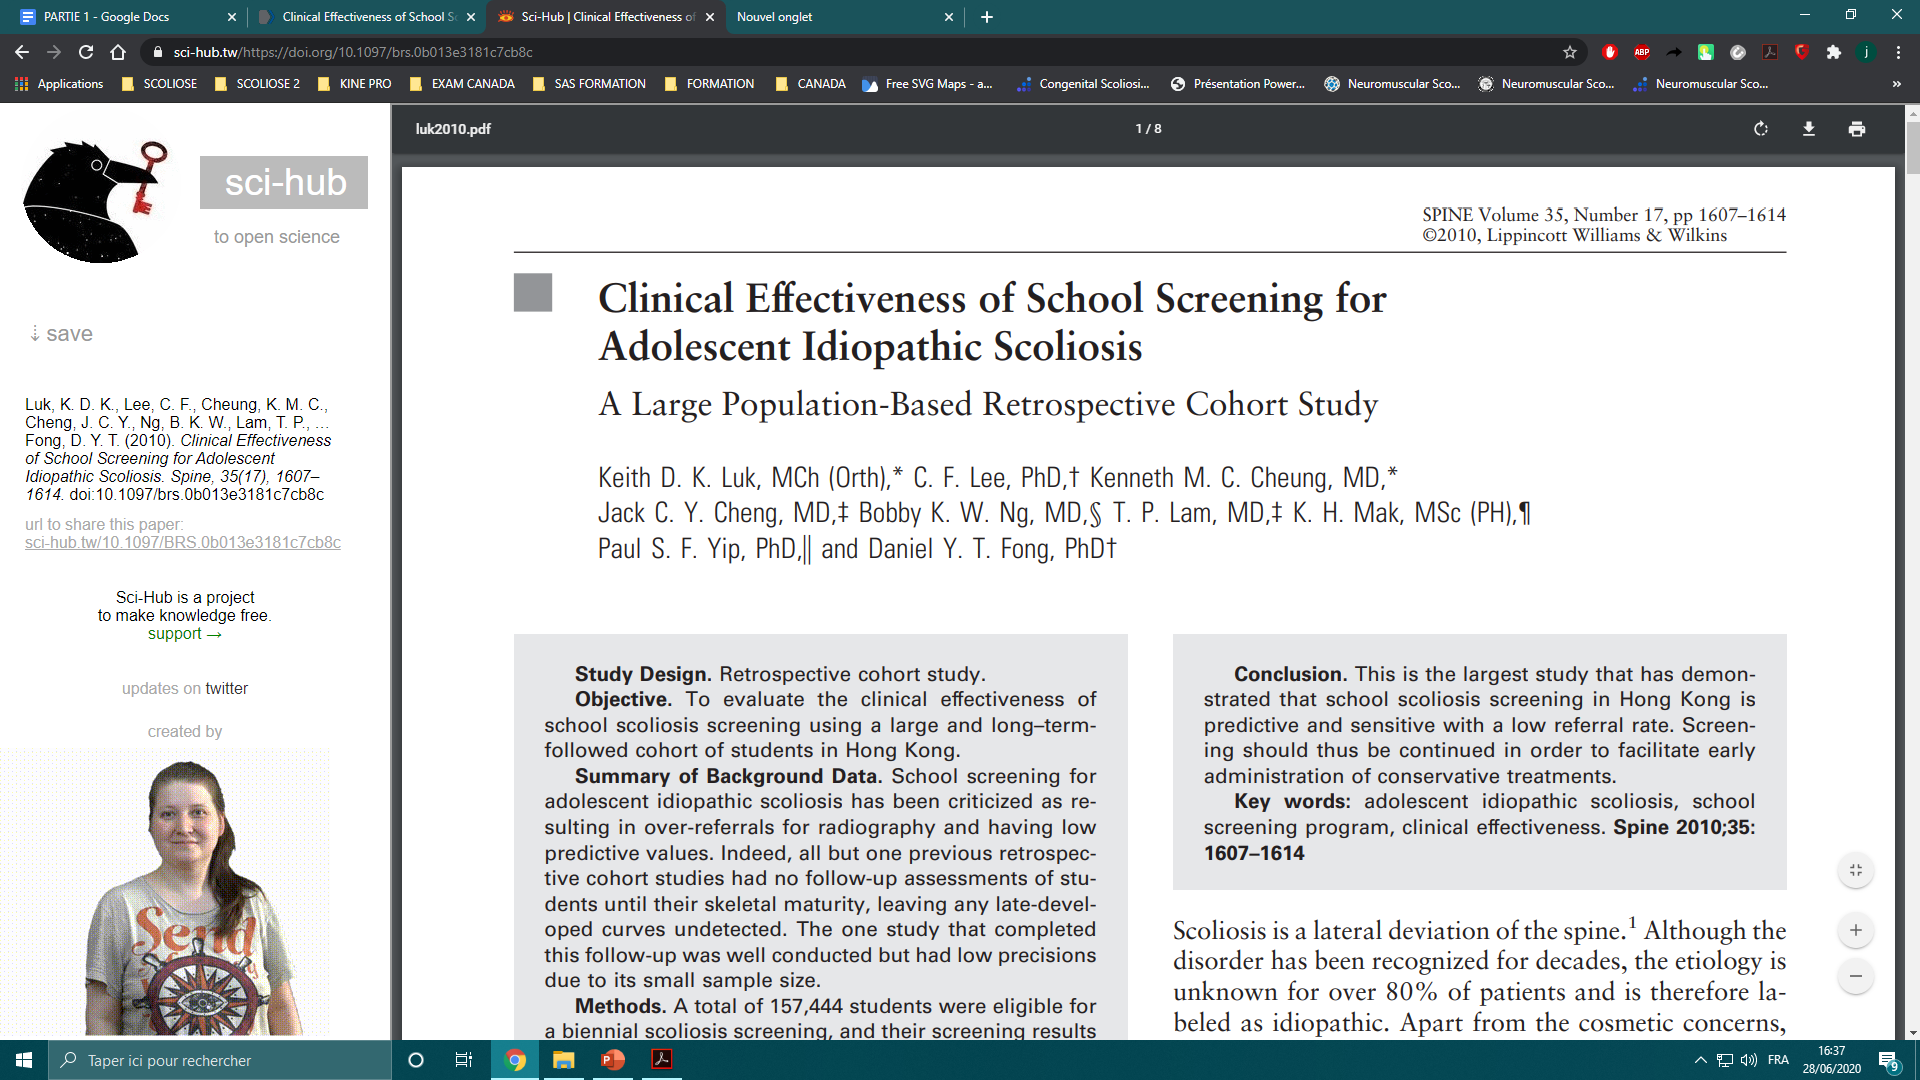 PARTIE 1 - Google Docs
Clinical Effectiveness of School Sc
Sci-Hub | Clinical Effectiveness of
Nouvel onglet
sci-hub.tw/https://doi.org/10.1097/brs.0b013e3181c7cb8c
ABP
j
Applications
SCOLIOSE
SCOLIOSE 2
KINE PRO
EXAM CANADA
SAS FORMATION
FORMATION
CANADA
Free SVG Maps - a...
Congenital Scoliosi...
Présentation Power...
Neuromuscular Sco...
Neuromuscular Sco...
Neuromuscular Sco...
»
sci-hub
to open science
⇣ save
Luk, K. D. K., Lee, C. F., Cheung, K. M. C.,
Cheng, J. C. Y., Ng, B. K. W., Lam, T. P., …
Fong, D. Y. T. (2010). Clinical Effectiveness
of School Screening for Adolescent
Idiopathic Scoliosis. Spine, 35(17), 1607–
1614. doi:10.1097/brs.0b013e3181c7cb8c
url to share this paper:
sci-hub.tw/10.1097/BRS.0b013e3181c7cb8c
Sci-Hub is a project
to make knowledge free.
support →
updates on twitter
created by
Send
luk2010.pdf
1 / 8
SPINE Volume 35, Number 17, pp 1607–1614
©2010, Lippincott Williams & Wilkins
Clinical Effectiveness of School Screening for
Adolescent Idiopathic Scoliosis
A Large Population-Based Retrospective Cohort Study
Keith D. K. Luk, MCh (Orth),* C. F. Lee, PhD,† Kenneth M. C. Cheung, MD,*
Jack C. Y. Cheng, MD,‡ Bobby K. W. Ng, MD,§ T. P. Lam, MD,‡ K. H. Mak, MSc (PH),¶
Paul S. F. Yip, PhD,‖ and Daniel Y. T. Fong, PhD†
Study Design. Retrospective cohort study.
Objective. To evaluate the clinical effectiveness of
school scoliosis screening using a large and long–term-
followed cohort of students in Hong Kong.
Summary of Background Data. School screening for
adolescent idiopathic scoliosis has been criticized as re-
sulting in over-referrals for radiography and having low
predictive values. Indeed, all but one previous retrospec-
tive cohort studies had no follow-up assessments of stu-
dents until their skeletal maturity, leaving any late-devel-
oped curves undetected. The one study that completed
this follow-up was well conducted but had low precisions
due to its small sample size.
Methods. A total of 157,444 students were eligible for
a biennial scoliosis screening, and their screening results
Conclusion. This is the largest study that has demon-
strated that school scoliosis screening in Hong Kong is
predictive and sensitive with a low referral rate. Screen-
ing should thus be continued in order to facilitate early
administration of conservative treatments.
Key words: adolescent idiopathic scoliosis, school
screening program, clinical effectiveness. Spine 2010;35:
1607–1614
Scoliosis is a lateral deviation of the spine.1 Although the
disorder has been recognized for decades, the etiology is
unknown for over 80% of patients and is therefore la-
beled as idiopathic. Apart from the cosmetic concerns,
Taper ici pour rechercher
FRA
16:37
28/06/2020
9